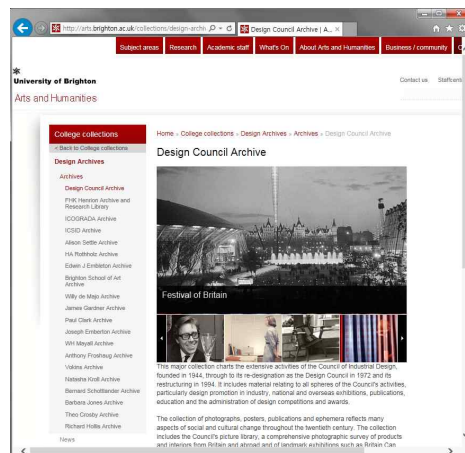 http://arts.brighton.ac.uk/collections/design-archi
Design Council Archive | A...
Subject areas
Research
Academic staff
What's On
About Arts and Humanities
Business / community
University of Brighton
Contact us
Staffcentr
Arts and Humanities
College collections
< Back to College collections
Design Archives
Archives
Design Council Archive
FHK Henrion Archive and
Research Library
ICOGRADA Archive
ICSID Archive
Alison Settle Archive
HA Rothholz Archive
Edwin J Embleton Archive
Brighton School of Art
Archive
Willy de Majo Archive
James Gardner Archive
Paul Clark Archive
Joseph Emberton Archive
WH Mayall Archive
Anthony Froshaug Archive
Vokins Archive
Natasha Kroll Archive
Bernard Schottlander Archive
Barbara Jones Archive
Theo Crosby Archive
Richard Hollis Archive
News
Home » College collections » Design Archives » Archives » Design Council Archive
Design Council Archive
Festival of Britain
This major collection charts the extensive activities of the Council of Industrial Design,
founded in 1944, through to its re-designation as the Design Council in 1972 and its
restructuring in 1994. It includes material relating to all spheres of the Council's activities,
particularly design promotion in industry, national and overseas exhibitions, publications,
education and the administration of design competitions and awards.
The collection of photographs, posters, publications and ephemera reflects many
aspects of social and cultural change throughout the twentieth century. The collection
includes the Council's picture library, a comprehensive photographic survey of products
and interiors from Britain and abroad and of landmark exhibitions such as Britain Can